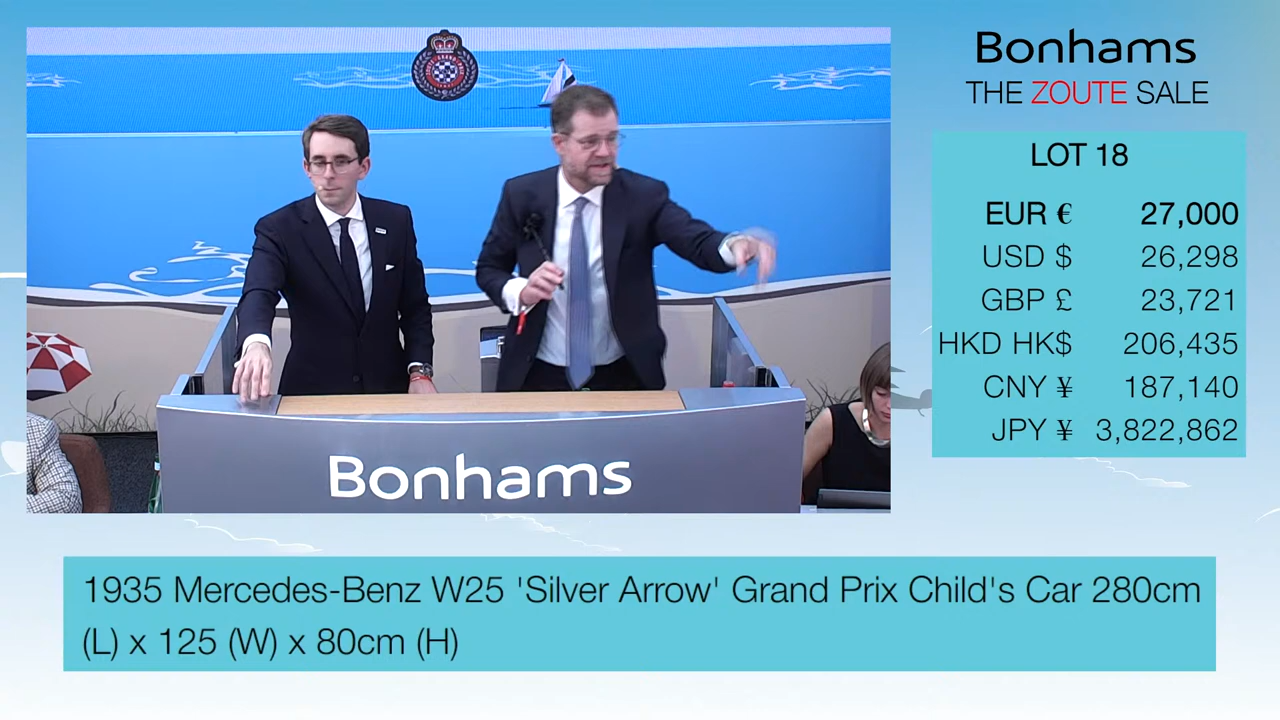 Bonhams
THE ZOUTE SALE
LOT 18
EUR € 27,000
USD $ 26,298
GBP £ 23,721
HKD HK$ 206,435
CNY ¥ 187,140
JPY ¥ 3,822,862
Bonhams
1935 Mercedes-Benz W25 'Silver Arrow' Grand Prix Child's Car 280cm
(L) x 125 (W) x 80cm (H)